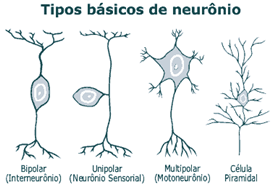 Tipos básicos de neurônio
Bipolar
(Interneurônio)
Unipolar
(Neurônio Sensorial)
Multipolar
(Motoneurônio)
Célula
Piramidal